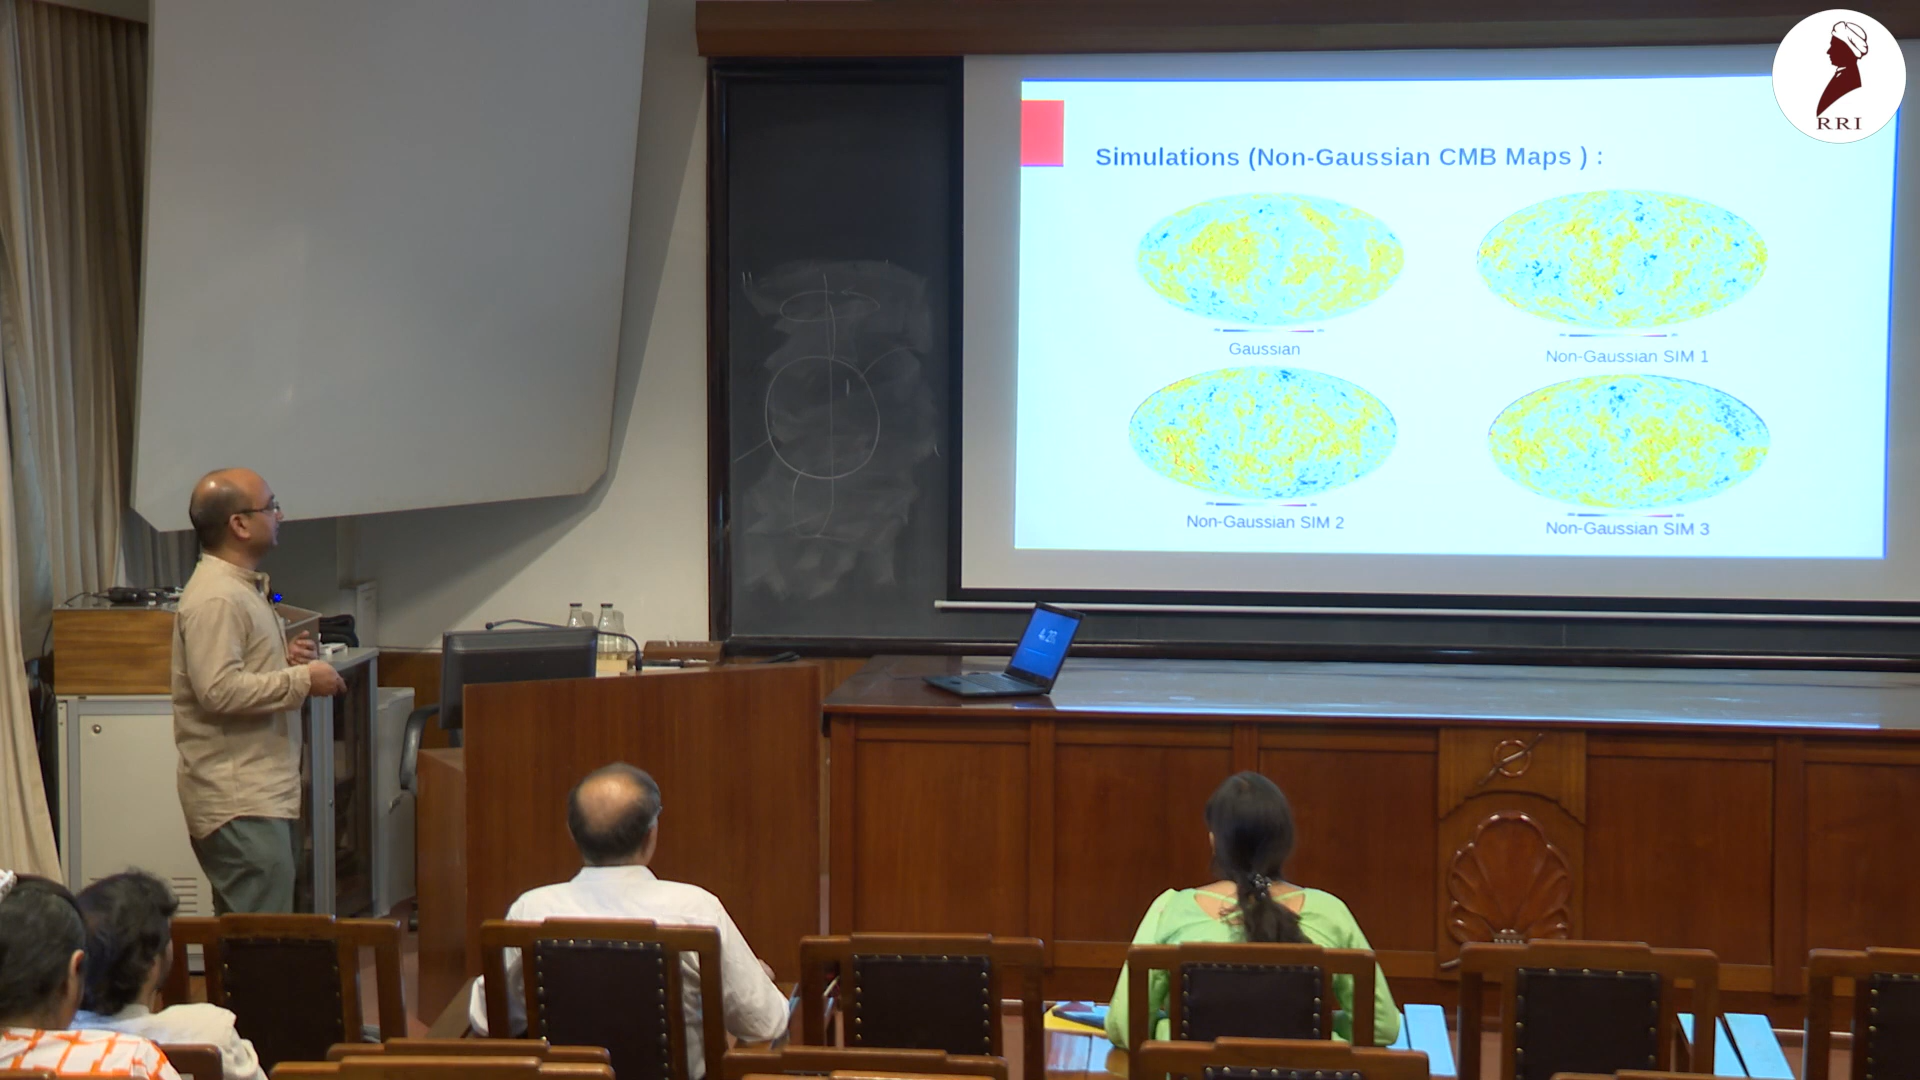 RRI
Simulations (Non-Gaussian CMB Maps ) :
Gaussian
Non-Gaussian SIM 1
Non-Gaussian SIM 2
Non-Gaussian SIM 3